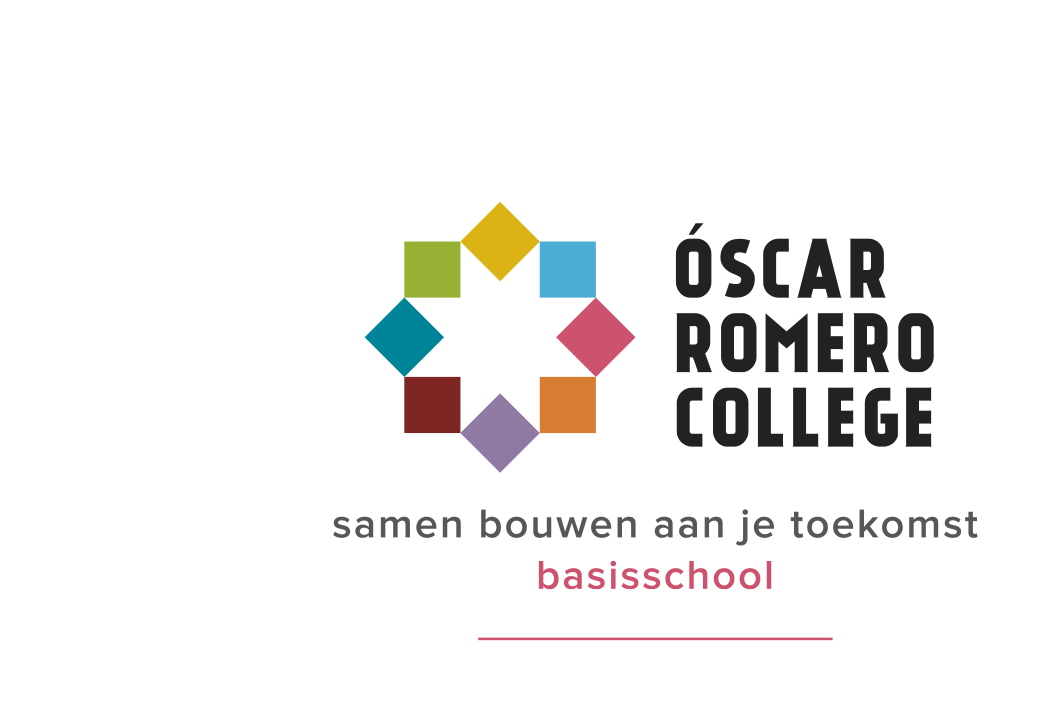 ÓSCAR
ROMERO
COLLEGE
samen bouwen aan je toekomst
basisschool